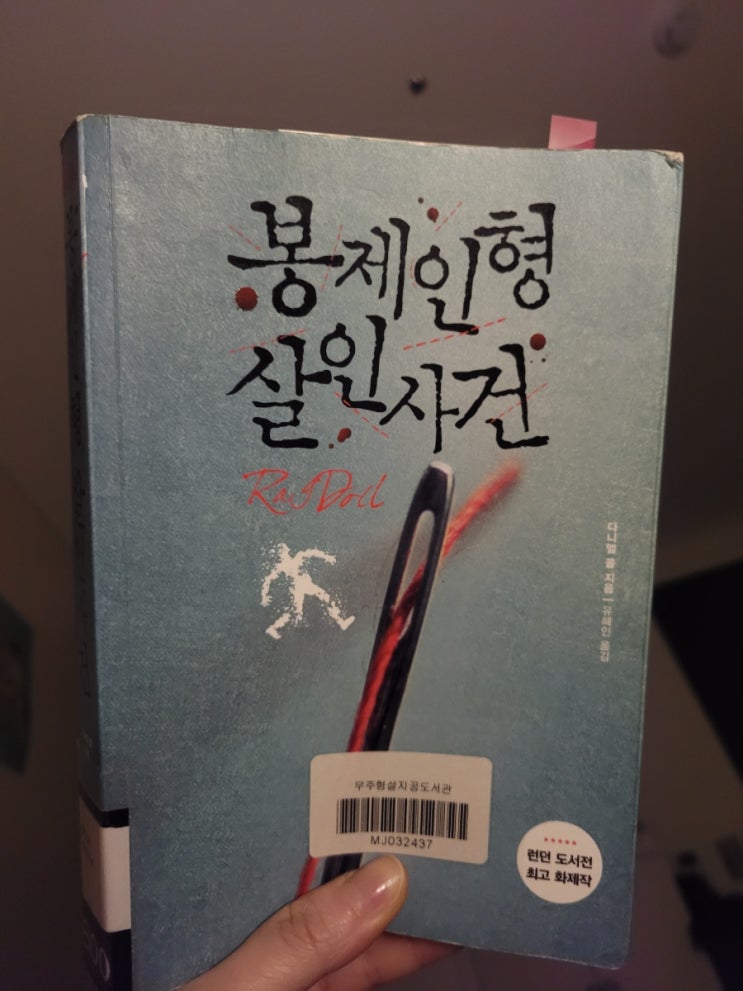 봉제인형
살인사건
RagDoll
다니엘 콜 지음 | 유혜인 옮김
무주형설지공도서관
MJ032437
★★★★★
런던 도서전
최고 화제작
500